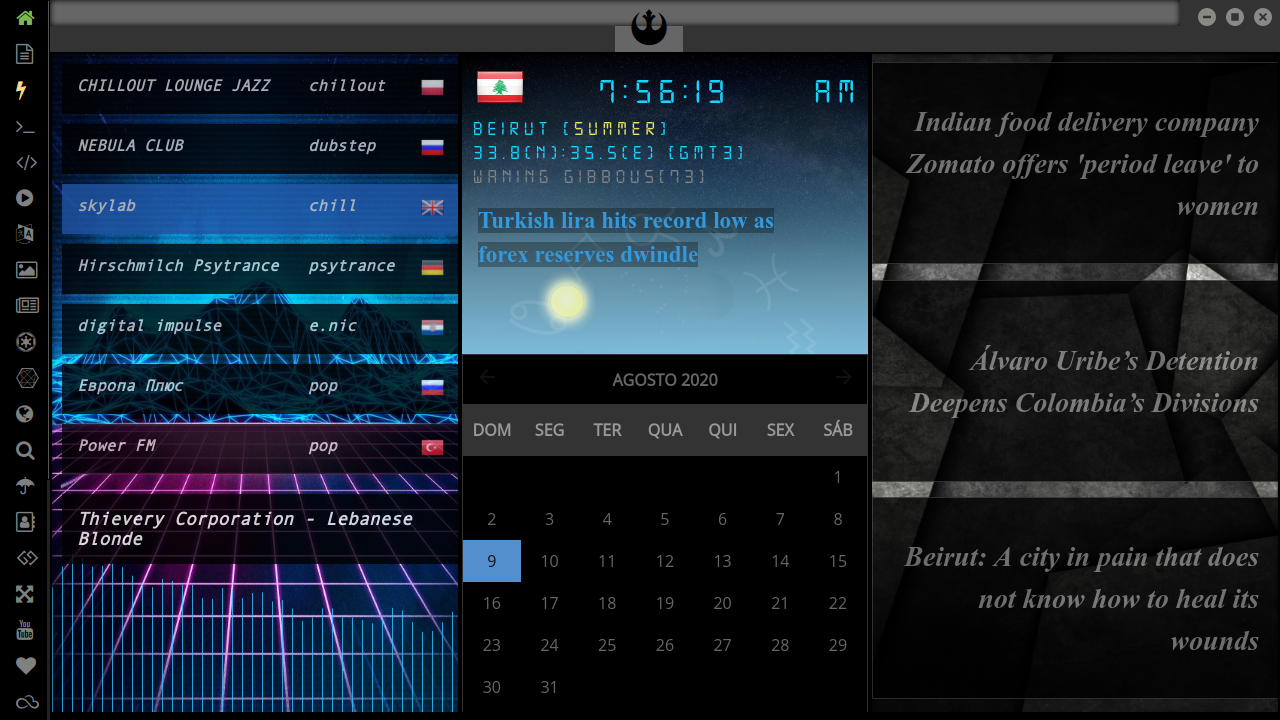 CHILLOUT LOUNGE JAZZ chillout
NEBULA CLUB dubstep
skylab chill
Hirschmilch Psytrance psytrance
digital impulse e.nic
Европа Плюс pop
Power FM pop
Thievery Corporation - Lebanese
Blonde
7:56:19 AM
BEIRUT (SUMMER)
33.8(N):35.5(E) (GMT3)
WANING GIBBOUS(73)
Turkish lira hits record low as
forex reserves dwindle
AGOSTO 2020
DOM SEG TER QUA QUI SEX SÁB
1
2 3 4 5 6 7 8
9 10 11 12 13 14 15
16 17 18 19 20 21 22
23 24 25 26 27 28 29
30 31
Indian food delivery company
Zomato offers 'period leave' to
women
Álvaro Uribe’s Detention
Deepens Colombia’s Divisions
Beirut: A city in pain that does
not know how to heal its
wounds
You
Tube